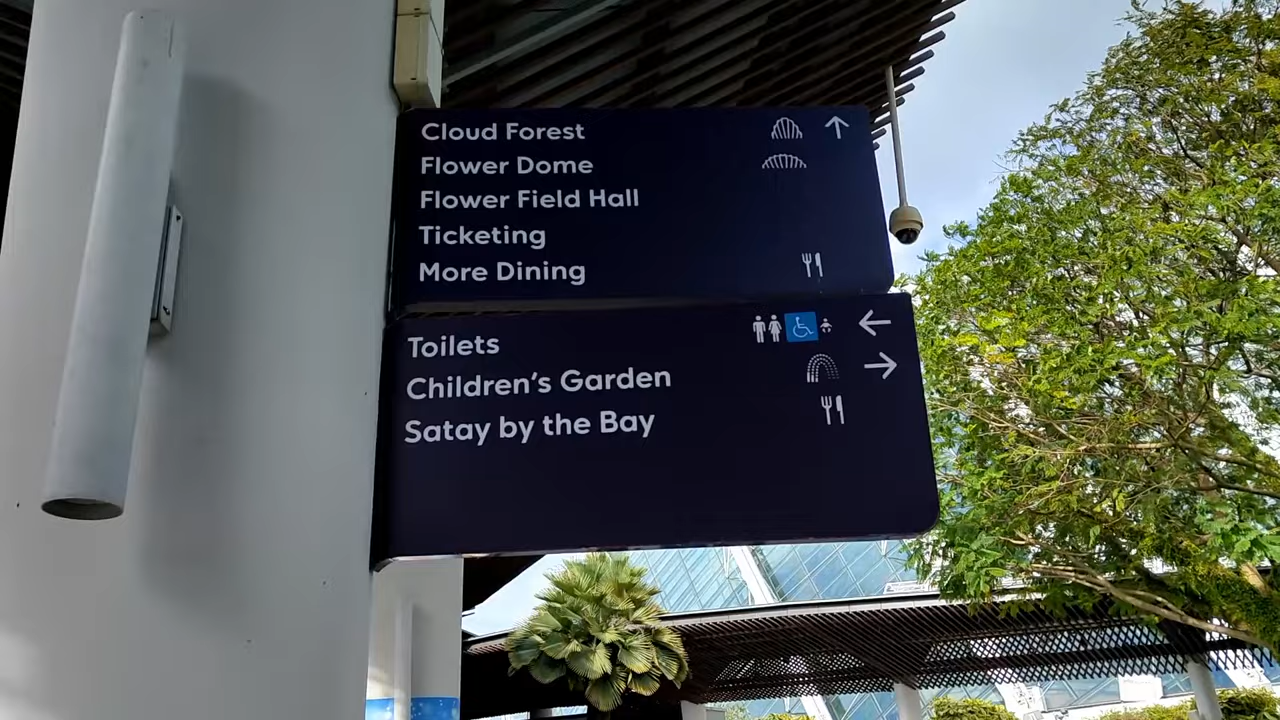 Cloud Forest
Flower Dome
Flower Field Hall
Ticketing
More Dining
Toilets
Children's Garden
Satay by the Bay